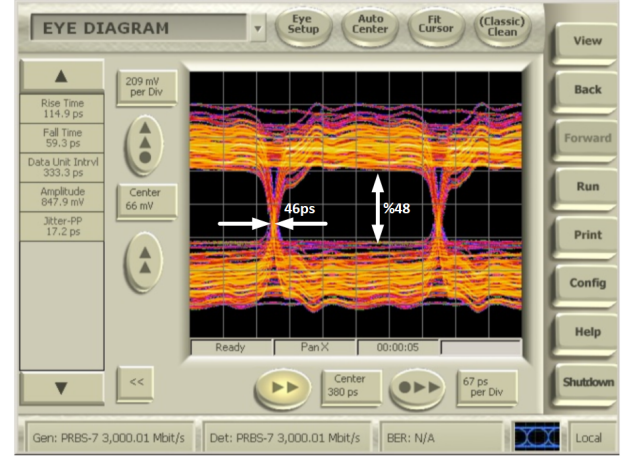 EYE DIAGRAM
Eye
Setup
Auto
Center
Fit
Cursor
(Classic)
Clean
View
Back
Forward
Run
Print
Config
Help
Shutdown
Rise Time
114.9 ps
Fall Time
59.3 ps
Data Unit Intrvl
333.3 ps
Amplitude
847.9 mV
Jitter-PP
17.2 ps
209 mV
per Div
Center
66 mV
<<
46ps
%48
Ready
Pan X
00:00:05
Center
380 ps
67 ps
per Div
Gen: PRBS-7 3,000.01 Mbit/s
Det: PRBS-7 3,000.01 Mbit/s
BER: N/A
Local